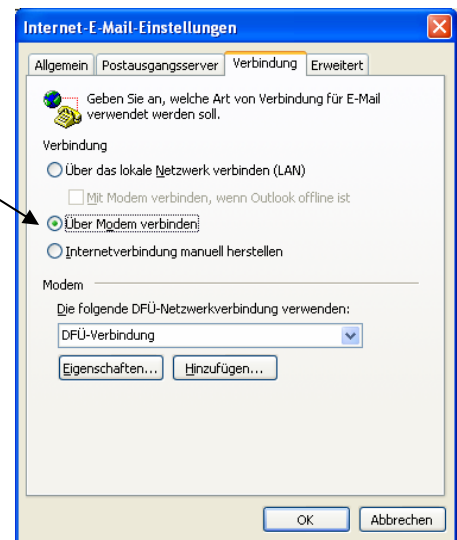 Internet-E-Mail-Einstellungen
Allgemein Postausgangsserver Verbindung Erweitert
Geben Sie an, welche Art von Verbindung für E-Mail
verwendet werden soll.
Verbindung
Über das lokale Netzwerk verbinden (LAN)
Mit Modem verbinden, wenn Outlook offline ist
Über Modem verbinden
Internetverbindung manuell herstellen
Modem
Die folgende DFÜ-Netzwerkverbindung verwenden:
DFÜ-Verbindung
Eigenschaften... Hinzufügen...
OK Abbrechen